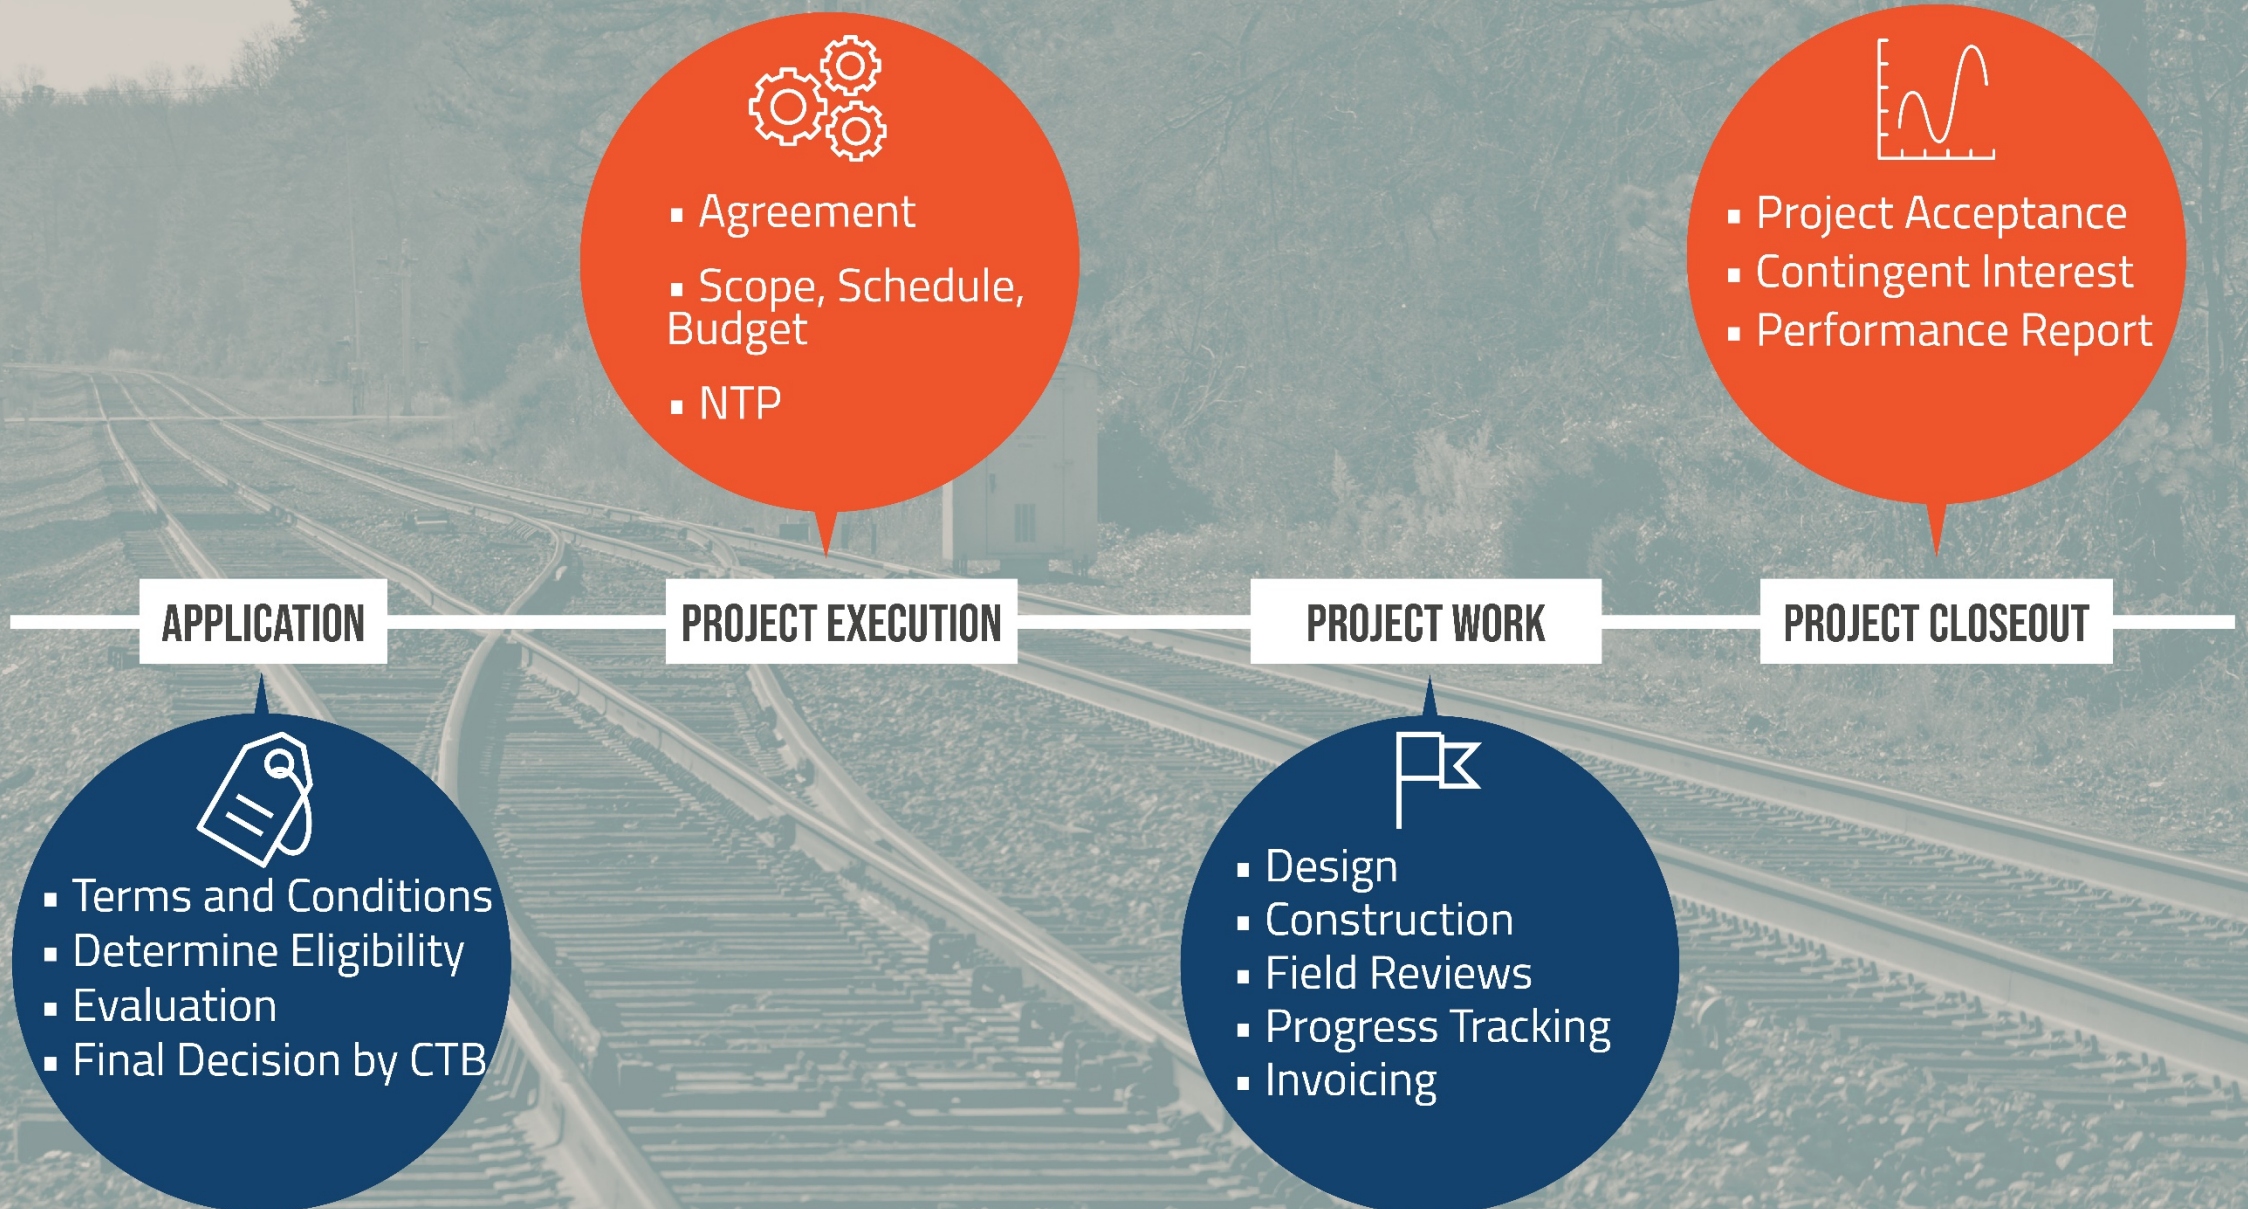 APPLICATION
▪ Terms and Conditions
▪ Determine Eligibility
▪ Evaluation
▪ Final Decision by CTB
PROJECT EXECUTION
▪ Agreement
▪ Scope, Schedule,
Budget
▪ NTP
PROJECT WORK
▪ Design
▪ Construction
▪ Field Reviews
▪ Progress Tracking
▪ Invoicing
PROJECT CLOSEOUT
▪ Project Acceptance
▪ Contingent Interest
▪ Performance Report